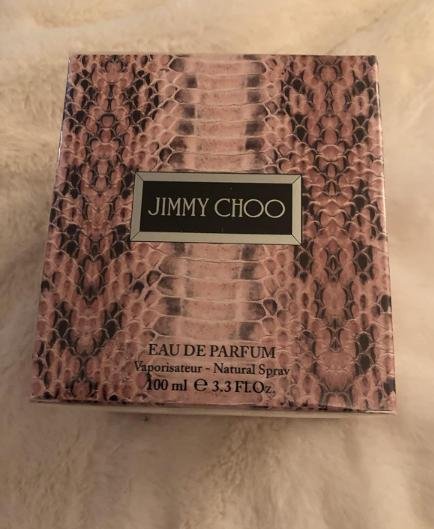 JIMMY CHOO
EAU DE PARFUM
Vaporisateur - Natural Spray
100 ml ℮ 3.3 Fl.Oz.